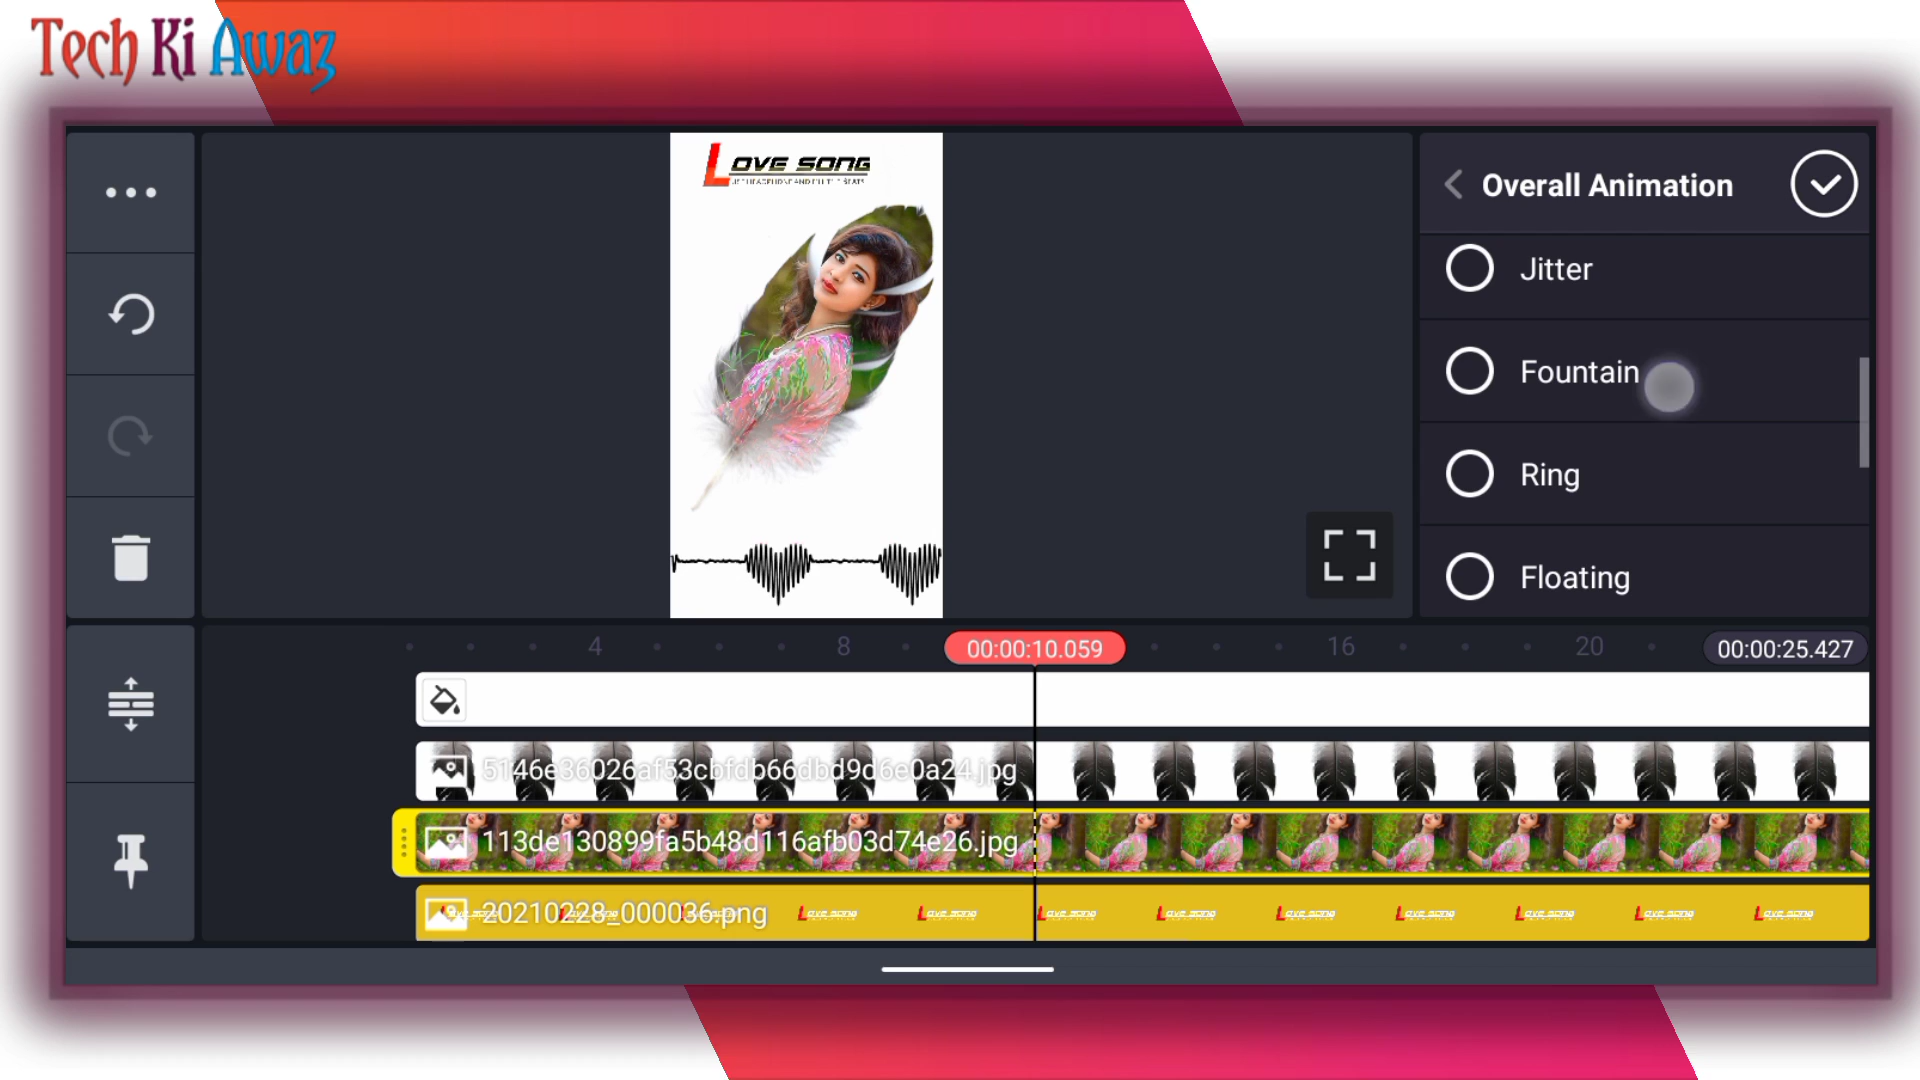 Tech Ki Awaz
LOVE SONG
Overall Animation
Jitter
Fountain
Ring
Floating
4
8
00:00:10.059
16
20
00:00:25.427
5146e36026af53cbfdb66dbd9d6e0a24.jpg
113de130899fa5b48d116afb03d74e26.jpg
20210228_000036.png